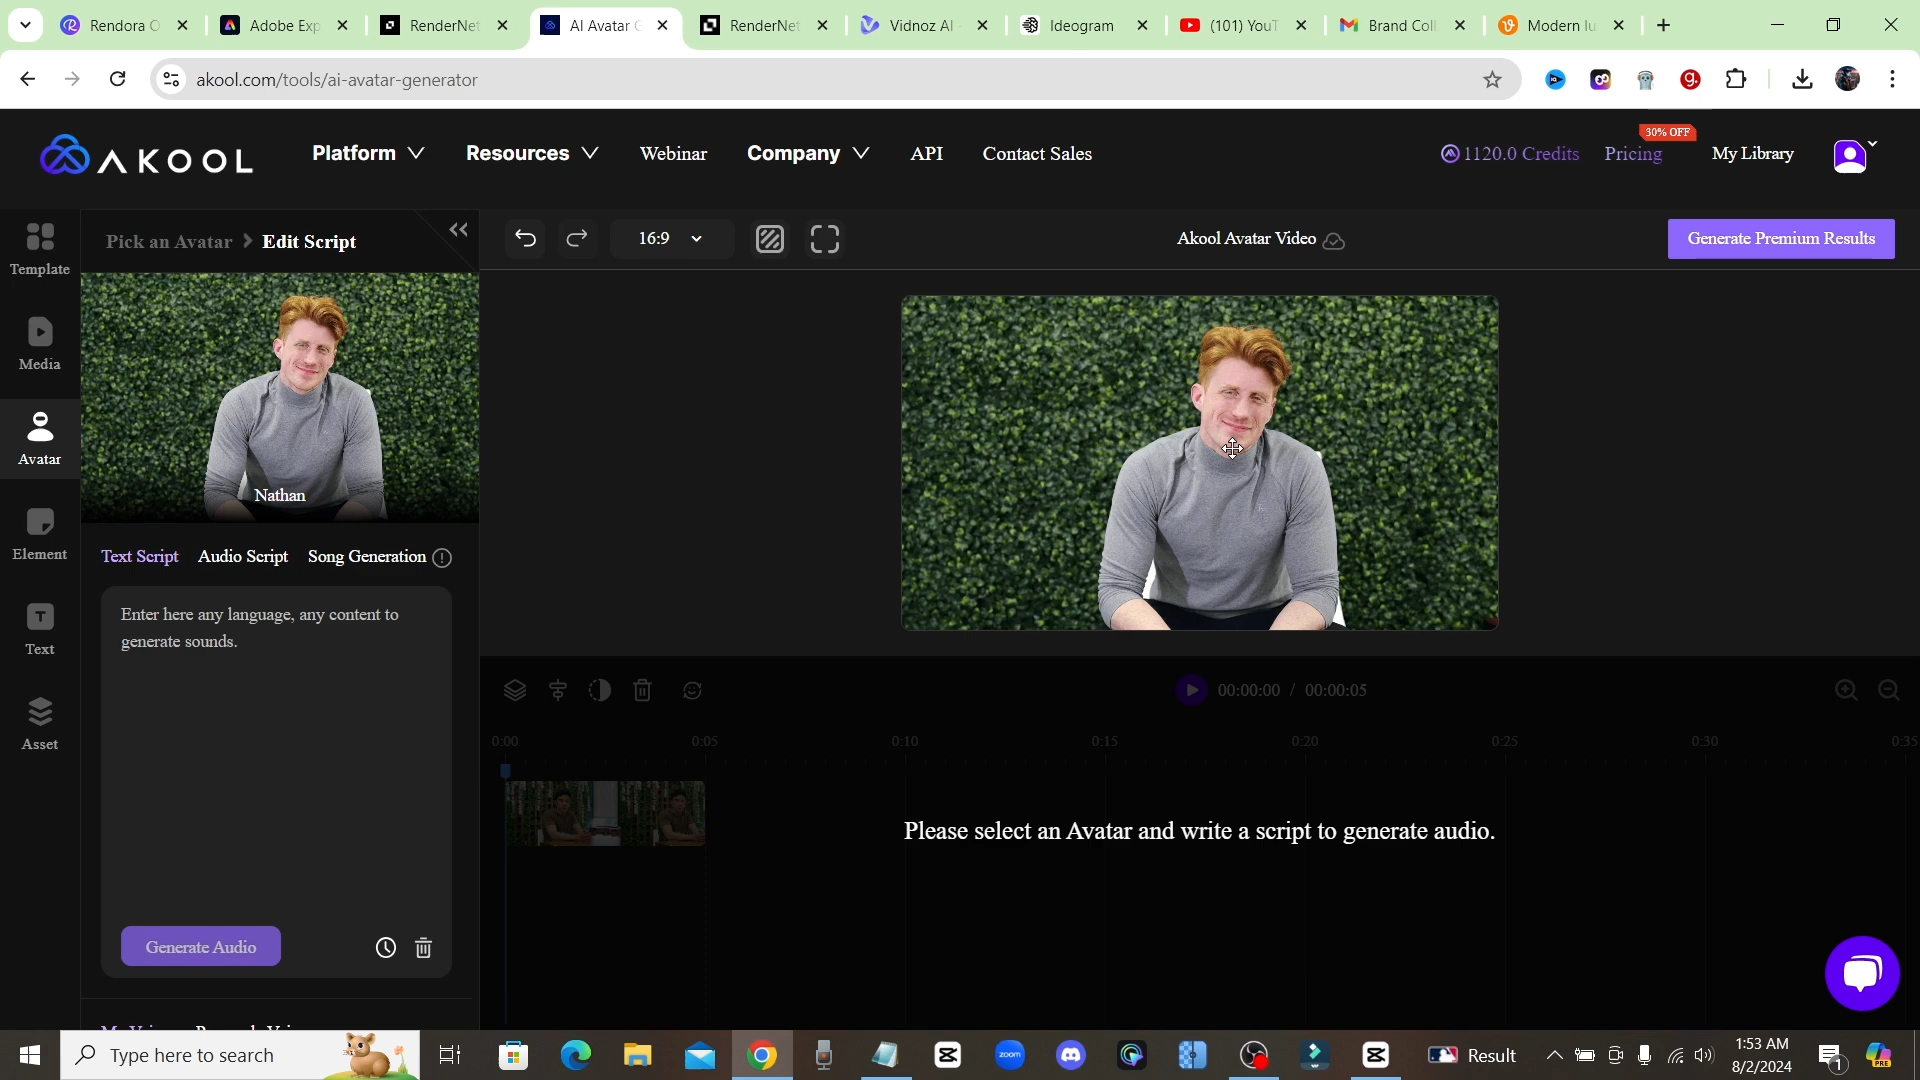 Rendora O
Adobe Exp
RenderNet
AI Avatar G
RenderNet
Vidnoz AI -
Ideogram
(101) YouT
Brand Coll
Modern lu
akool.com/tools/ai-avatar-generator
AKOOL
Platform
Resources
Webinar
Company
API
Contact Sales
1120.0 Credits
Pricing
30% OFF
My Library
Template
Media
Avatar
Element
Text
Asset
Pick an Avatar > Edit Script
Nathan
Text Script
Audio Script
Song Generation
Enter here any language, any content to
generate sounds.
Generate Audio
16:9
Akool Avatar Video
Generate Premium Results
00:00:00 / 00:00:05
0:00
0:05
0:10
0:15
0:20
0:25
0:30
0:35
Please select an Avatar and write a script to generate audio.
Type here to search
zoom
Result
1:53 AM
8/2/2024
1
PRE